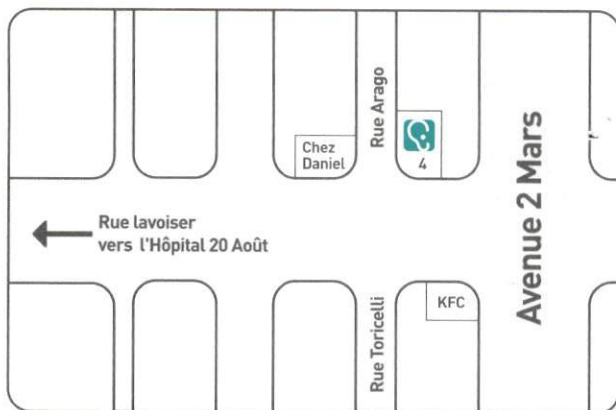 Rue Arago
Chez
Daniel
4
Avenue 2 Mars
Rue lavoiser
vers l'Hôpital 20 Août
KFC
Rue Toricelli